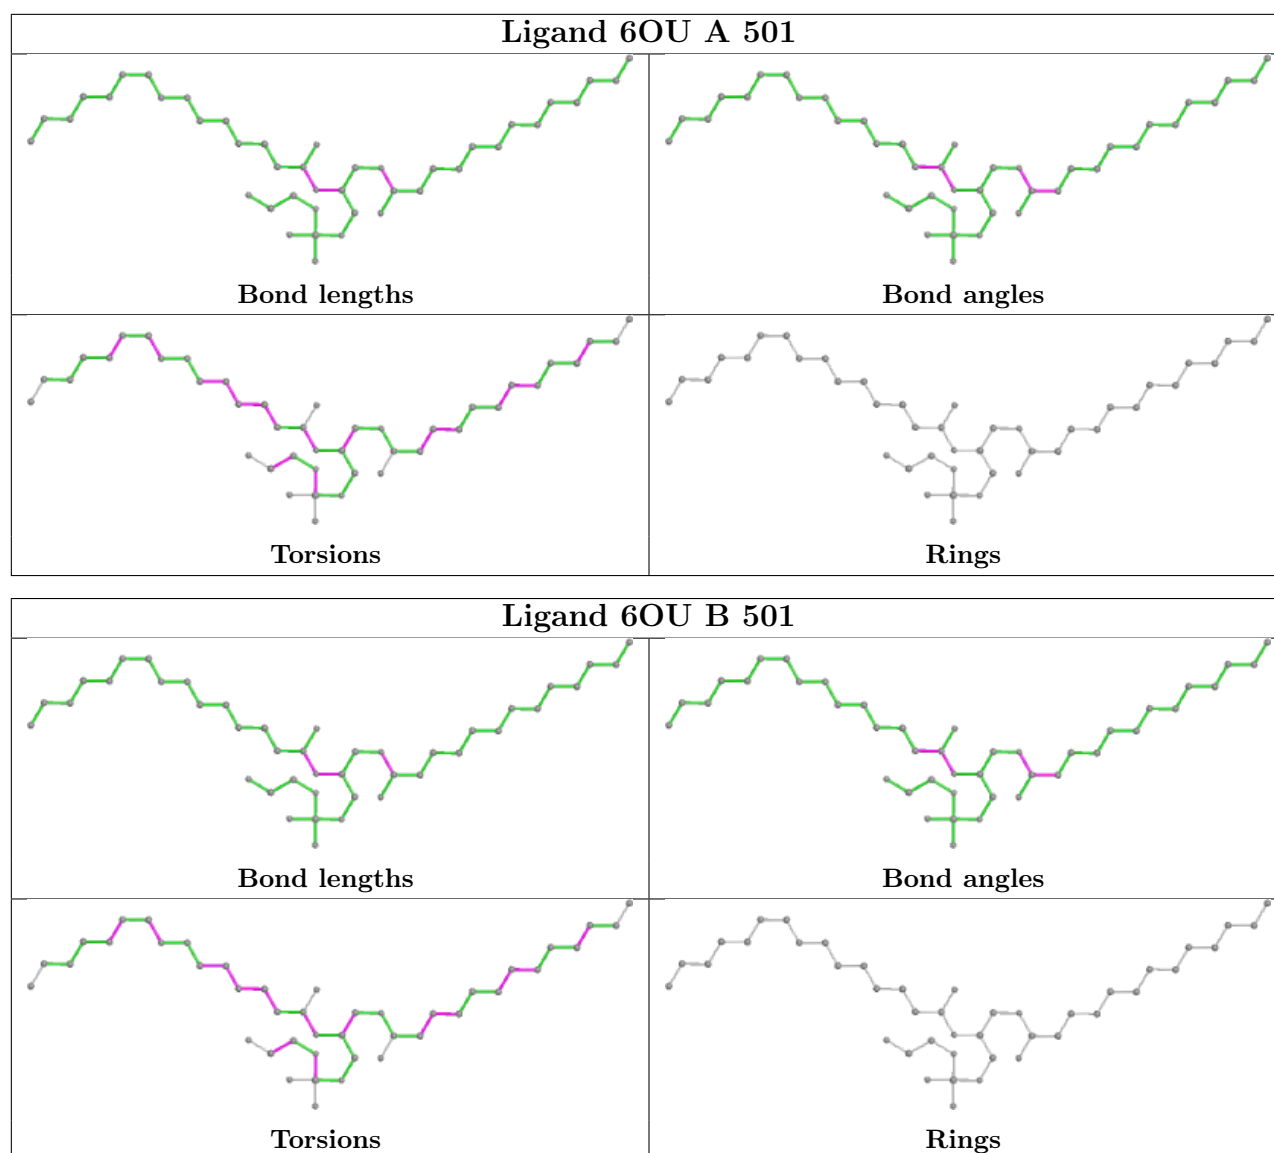 Ligand 6OU A 501
Bond lengths
Bond angles
Torsions
Rings
Ligand 6OU B 501
Bond lengths
Bond angles
Torsions
Rings